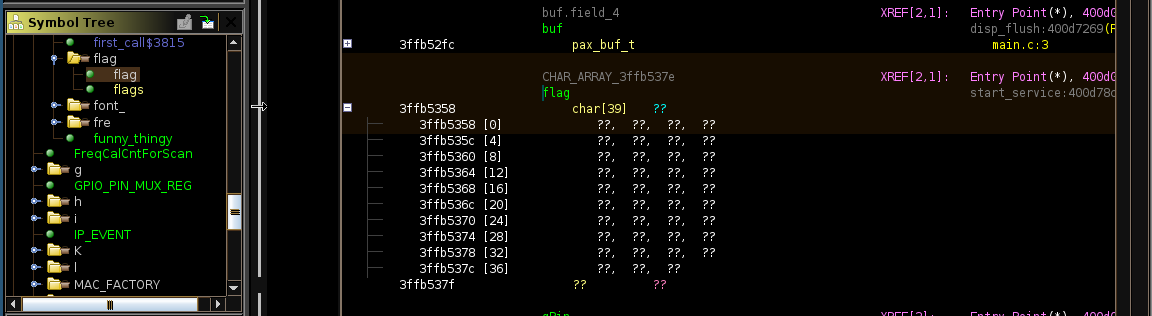 Symbol Tree
first_call$3815
flag
flag
flags
font_
fre
funny_thingy
FreqCalCntForScan
g
GPIO_PIN_MUX_REG
h
i
IP_EVENT
K
l
MAC_FACTORY
buf.field_4 XREF[2,1]: Entry Point(*), 400d
buf disp_flush:400d7269(
3ffb52fc pax_buf_t main.c:3
CHAR_ARRAY_3ffb537e XREF[2,1]: Entry Point(*), 400d
flag start_service:400d78
3ffb5358 char[39] ??
3ffb5358 [0] ??, ??, ??, ??
3ffb535c [4] ??, ??, ??, ??
3ffb5360 [8] ??, ??, ??, ??
3ffb5364 [12] ??, ??, ??, ??
3ffb5368 [16] ??, ??, ??, ??
3ffb536c [20] ??, ??, ??, ??
3ffb5370 [24] ??, ??, ??, ??
3ffb5374 [28] ??, ??, ??, ??
3ffb5378 [32] ??, ??, ??, ??
3ffb537c [36] ??, ??, ??
3ffb537f ?? ??